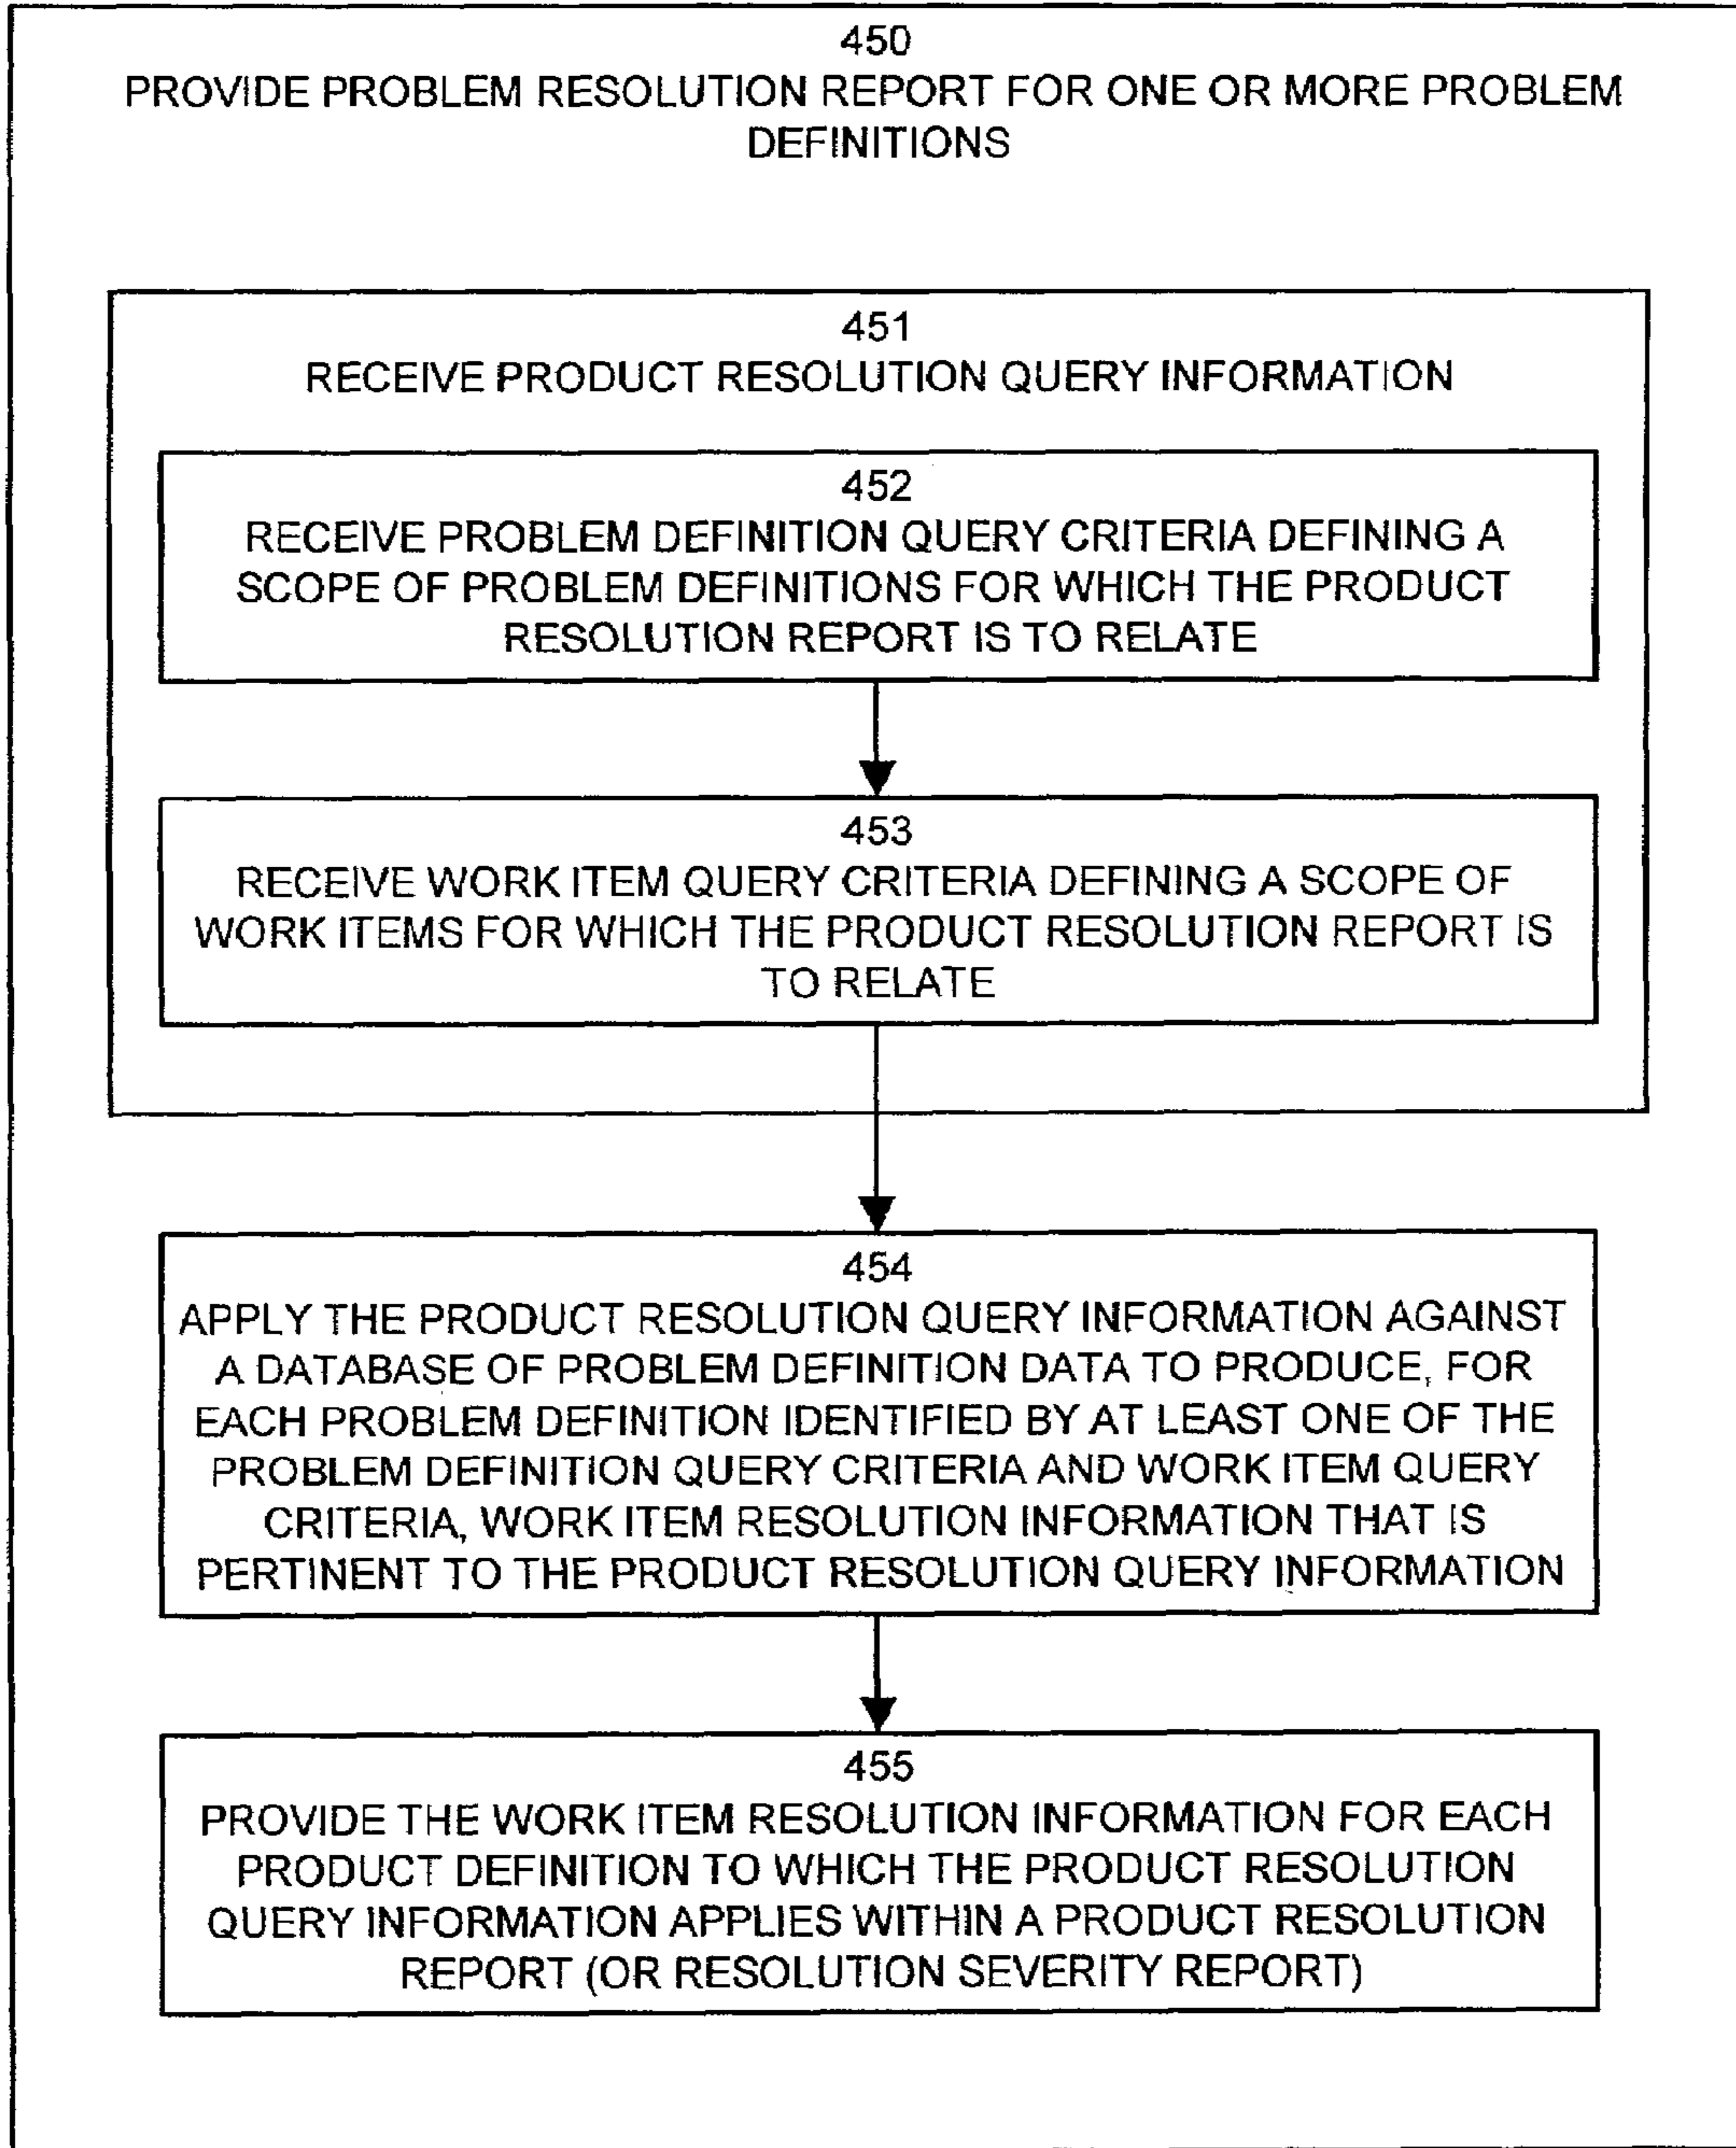 450
PROVIDE PROBLEM RESOLUTION REPORT FOR ONE OR MORE PROBLEM
DEFINITIONS
451
RECEIVE PRODUCT RESOLUTION QUERY INFORMATION
452
RECEIVE PROBLEM DEFINITION QUERY CRITERIA DEFINING A
SCOPE OF PROBLEM DEFINITIONS FOR WHICH THE PRODUCT
RESOLUTION REPORT IS TO RELATE
453
RECEIVE WORK ITEM QUERY CRITERIA DEFINING A SCOPE OF
WORK ITEMS FOR WHICH THE PRODUCT RESOLUTION REPORT IS
TO RELATE
454
APPLY THE PRODUCT RESOLUTION QUERY INFORMATION AGAINST
A DATABASE OF PROBLEM DEFINITION DATA TO PRODUCE, FOR
EACH PROBLEM DEFINITION IDENTIFIED BY AT LEAST ONE OF THE
PROBLEM DEFINITION QUERY CRITERIA AND WORK ITEM QUERY
CRITERIA, WORK ITEM RESOLUTION INFORMATION THAT IS
PERTINENT TO THE PRODUCT RESOLUTION QUERY INFORMATION
455
PROVIDE THE WORK ITEM RESOLUTION INFORMATION FOR EACH
PRODUCT DEFINITION TO WHICH THE PRODUCT RESOLUTION
QUERY INFORMATION APPLIES WITHIN A PRODUCT RESOLUTION
REPORT (OR RESOLUTION SEVERITY REPORT)